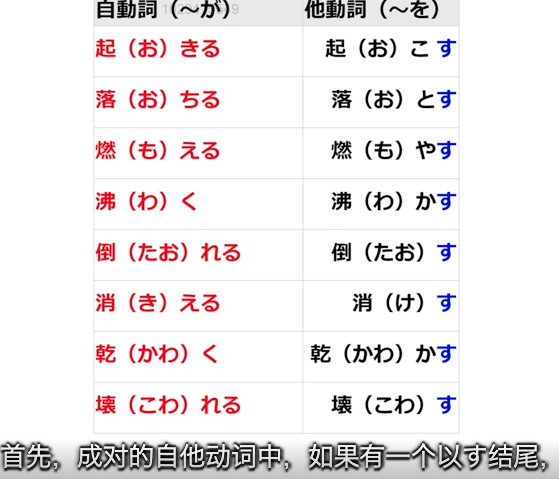 自動詞(～が) 他動詞(～を)
起(お)きる 起(お)こす
落(お)ちる 落(お)とす
燃(も)える 燃(も)やす
沸(わ)く 沸(わ)かす
倒(たお)れる 倒(たお)す
消(き)える 消(け)す
乾(かわ)く 乾(かわ)かす
壊(こわ)れる 壊(こわ)す
首先，成对的自他动词中，如果有一个以す结尾，